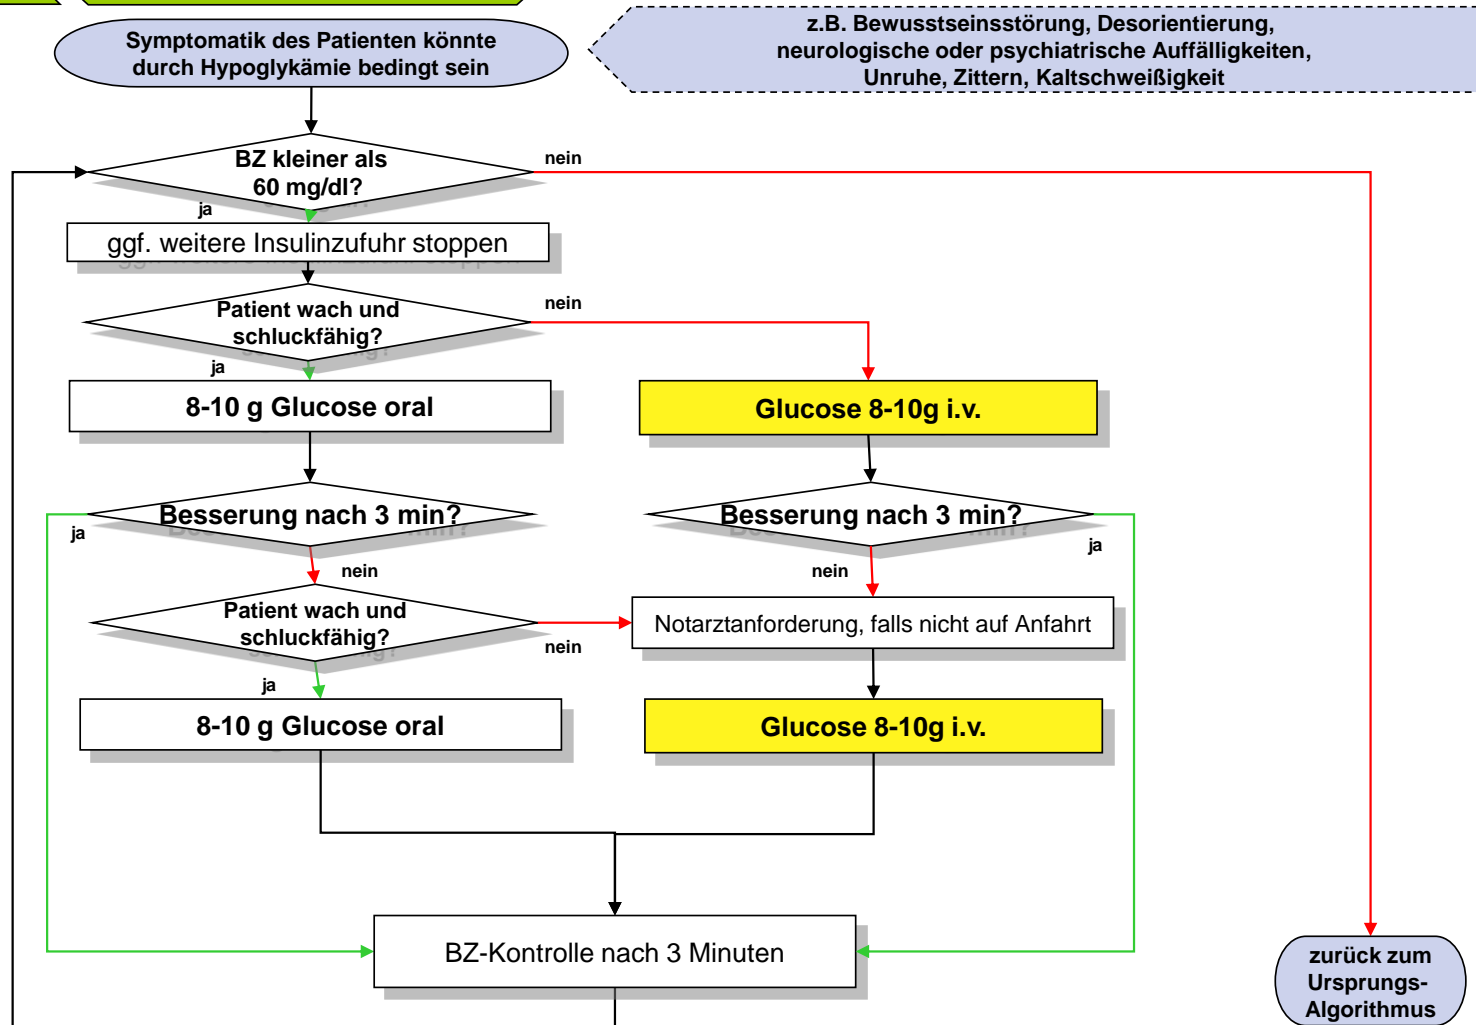 Symptomatik des Patienten könnte
durch Hypoglykämie bedingt sein
z.B. Bewusstseinsstörung, Desorientierung,
neurologische oder psychiatrische Auffälligkeiten,
Unruhe, Zittern, Kaltschweißigkeit
BZ kleiner als
60 mg/dl?
nein
ja
ggf. weitere Insulinzufuhr stoppen
Patient wach und
schluckfähig?
nein
ja
8-10 g Glucose oral
Glucose 8-10g i.v.
Besserung nach 3 min?
ja
nein
Besserung nach 3 min?
ja
nein
Patient wach und
schluckfähig?
nein
ja
Notarztanforderung, falls nicht auf Anfahrt
8-10 g Glucose oral
Glucose 8-10g i.v.
BZ-Kontrolle nach 3 Minuten
zurück zum
Ursprungs-
Algorithmus